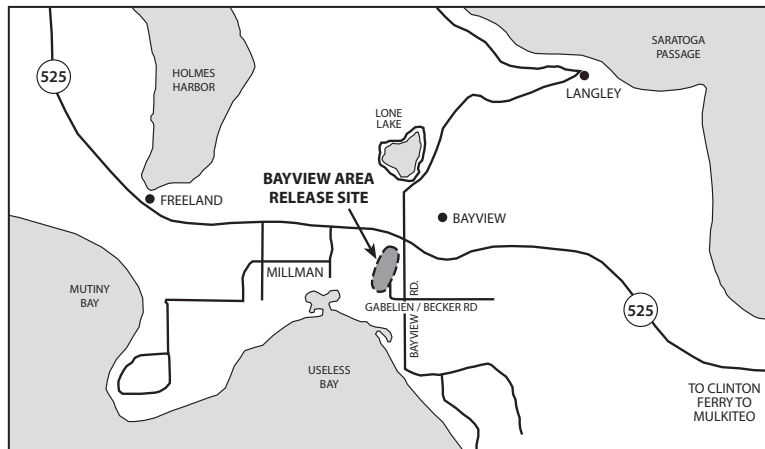 SARATOGA
PASSAGE
525
HOLMES
HARBOR
LANGLEY
LONE
LAKE
BAYVIEW AREA
RELEASE SITE
FREELAND
BAYVIEW
MILLMAN
MUTINY
BAY
GABELIEN / BECKER RD
BAYVIEW RD.
525
USELESS
BAY
TO CLINTON
FERRY TO
MULKITEO